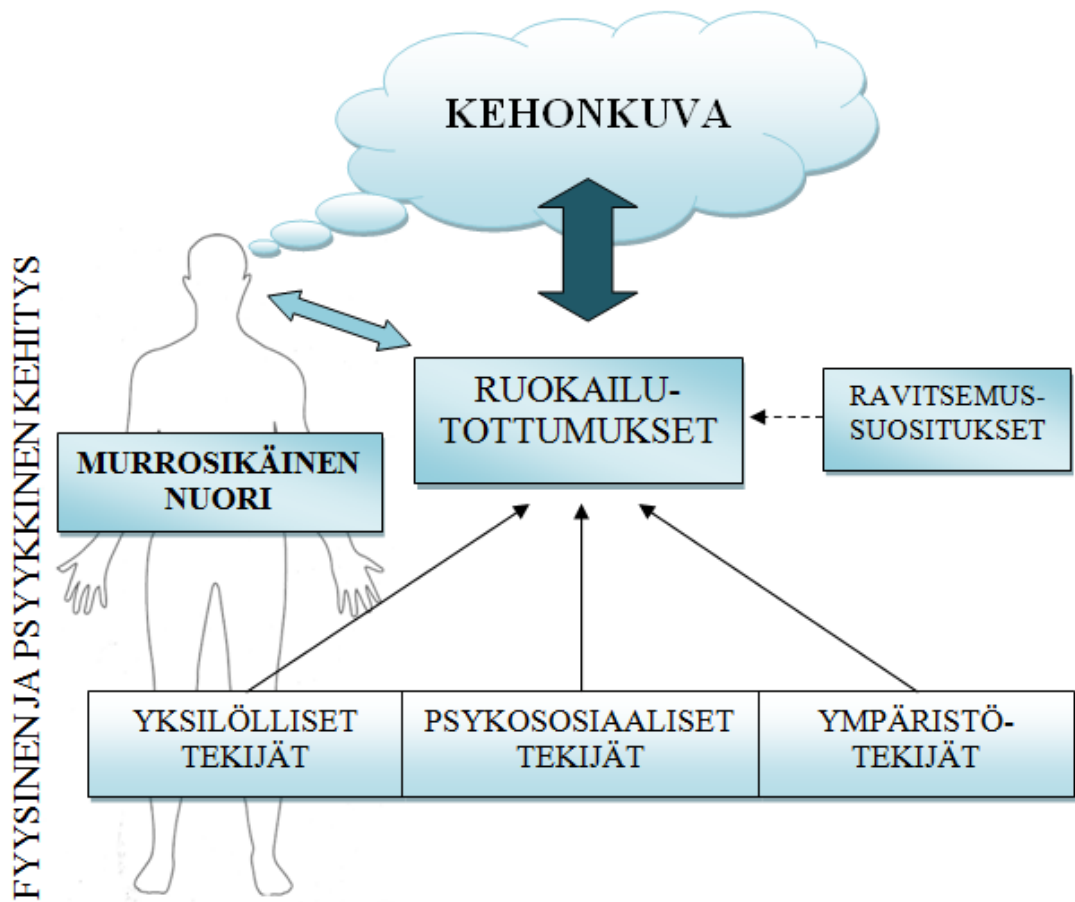 KEHONKUVA
FYYSINEN JA PSYYKKINEN KEHITYS
RUOKAILU-
TOTTUMUKSET
RAVITSEMUS-
SUOSITUKSET
MURROSIKÄINEN
NUORI
YKSILÖLLISET
TEKIJÄT
PSYKOSOSIAALISET
TEKIJÄT
YMPÄRISTÖ-
TEKIJÄT